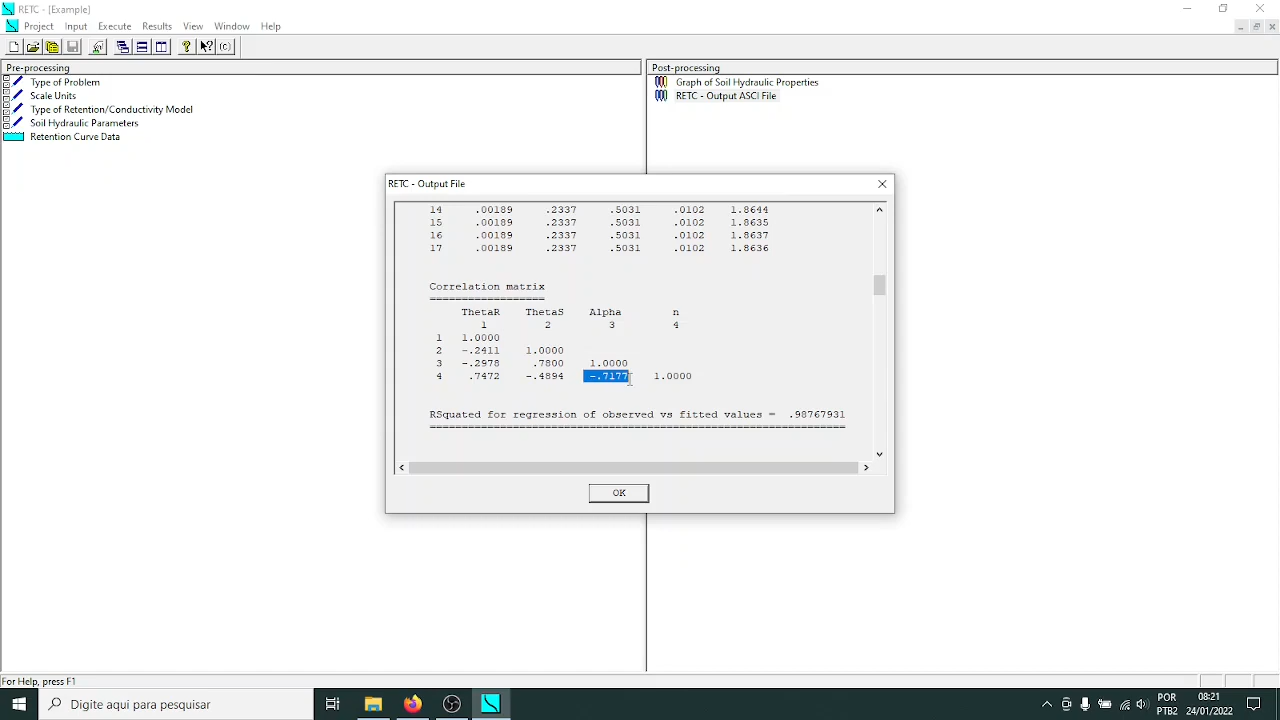 RETC - [Example]
Project Input Execute Results View Window Help
Pre-processing
Type of Problem
Scale Units
Type of Retention/Conductivity Model
Soil Hydraulic Parameters
Retention Curve Data
Post-processing
Graph of Soil Hydraulic Properties
RETC - Output ASCI File
RETC - Output File
14 .00189 .2337 .5031 .0102 1.8644
15 .00189 .2337 .5031 .0102 1.8635
16 .00189 .2337 .5031 .0102 1.8637
17 .00189 .2337 .5031 .0102 1.8636
Correlation matrix
==================
ThetaR ThetaS Alpha n
1 2 3 4
1 1.0000
2 -.2411 1.0000
3 -.2978 .7800 1.0000
4 .7472 -.4894 -.7177 1.0000
RSquated for regression of observed vs fitted values = .98767931
=================================================================
OK
For Help, press F1
Digite aqui para pesquisar
POR
PTB2
08:21
24/01/2022